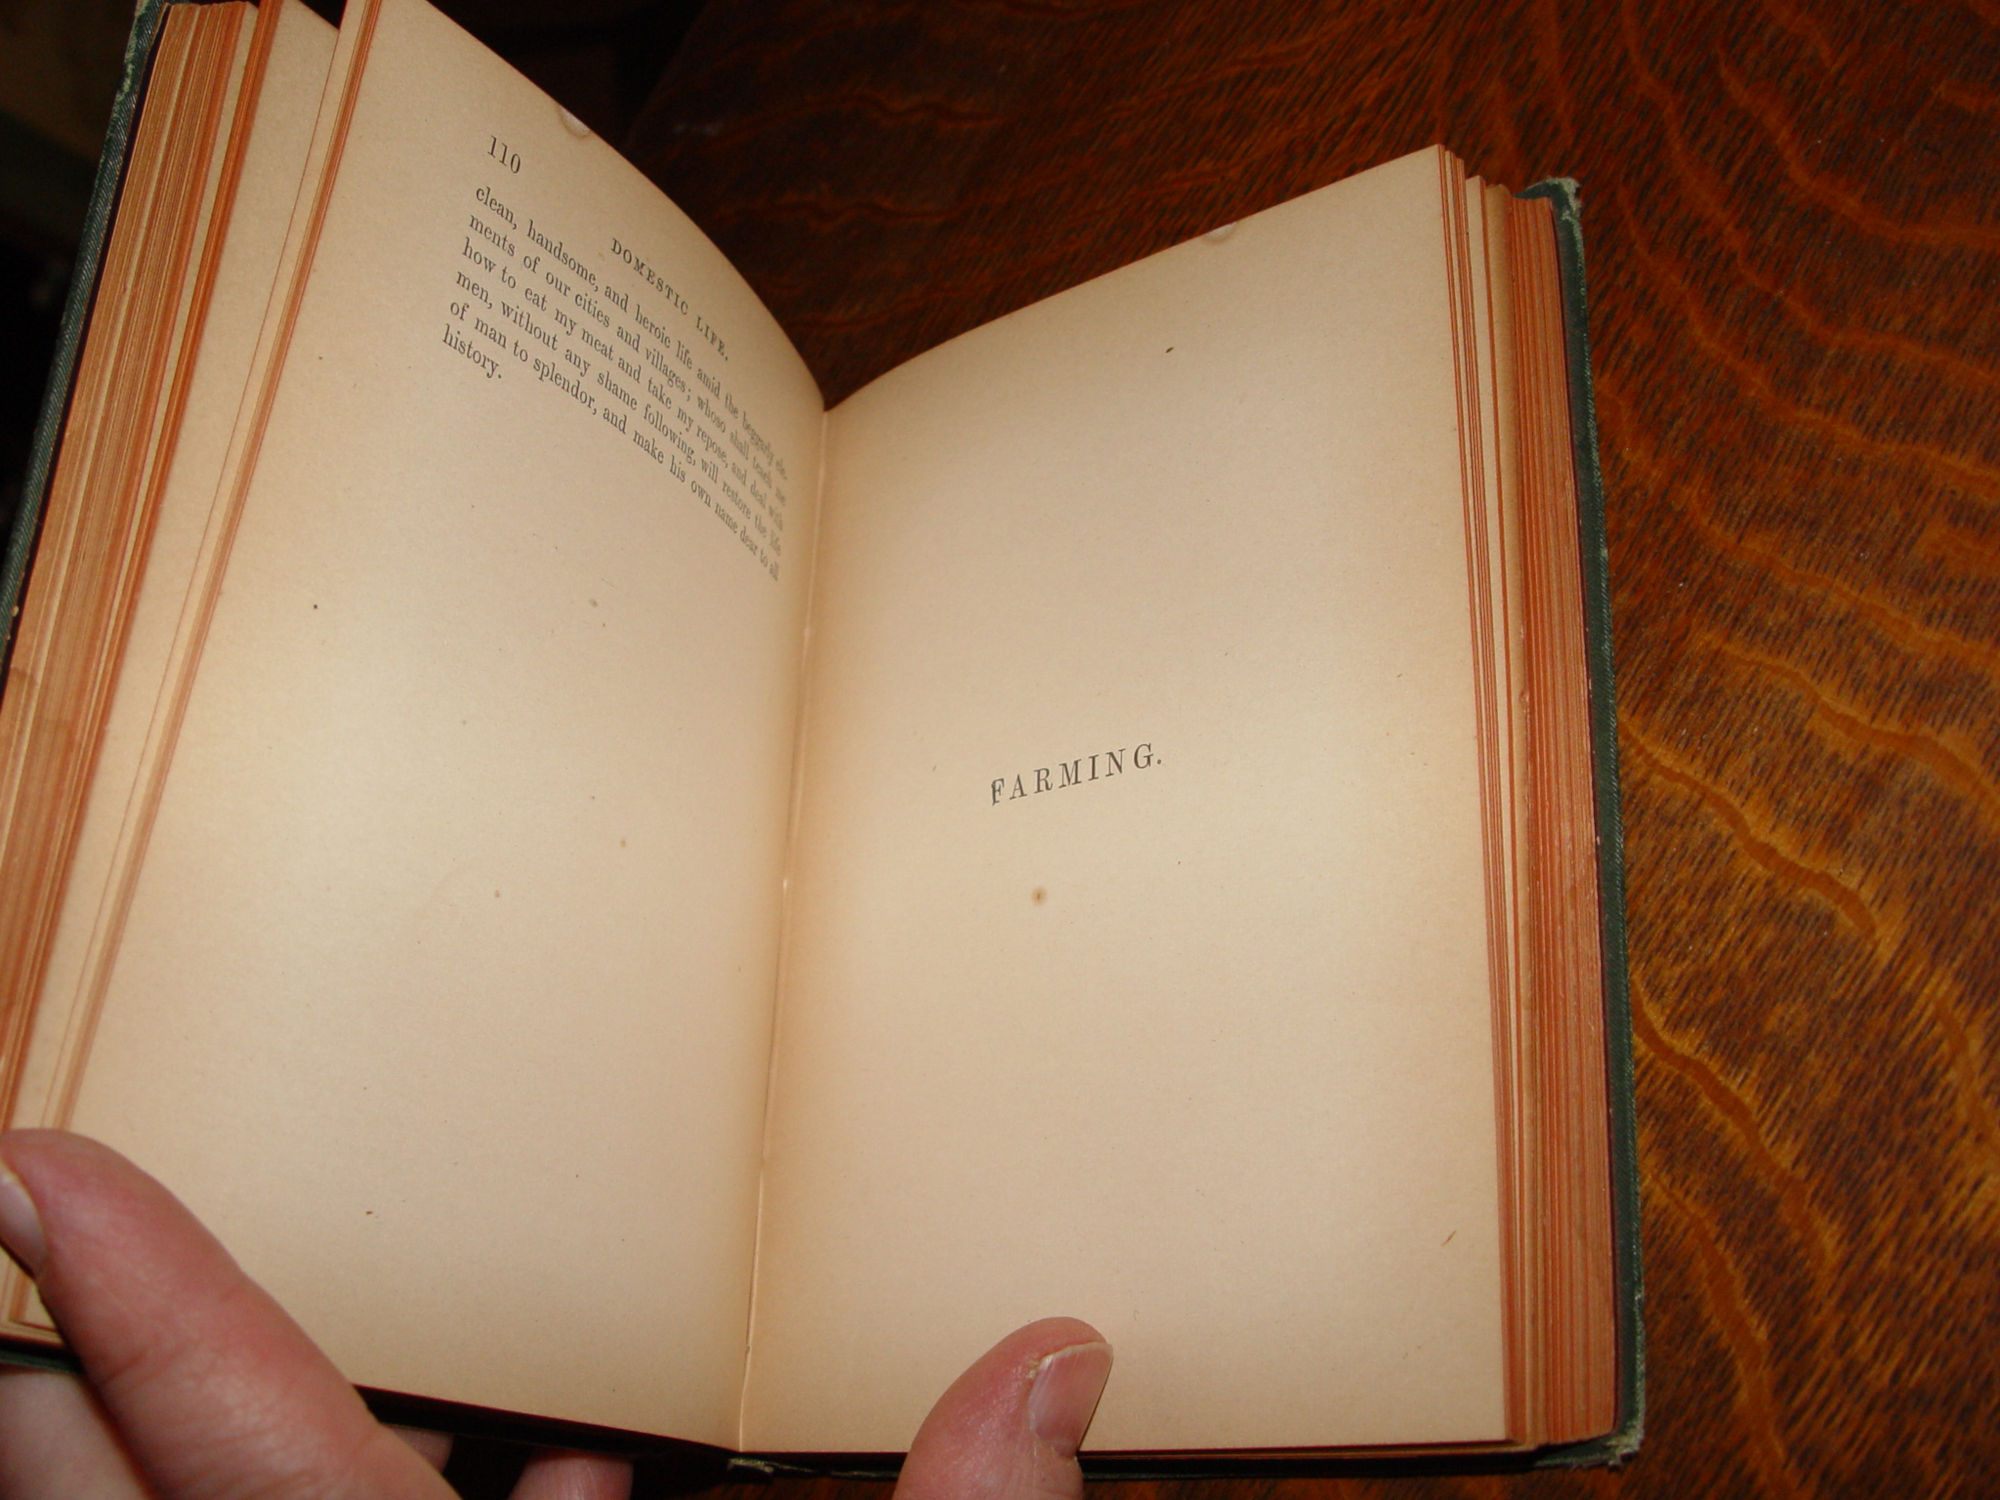 110
DOMESTIC LIFE.
clean, handsome, and heroic life amid the beggarly ele-
ments of our cities and villages; whoso shall teach me
how to eat my meat and take my repose, and deal with
men, without any shame following, will restore the life
of man to splendor, and make his own name dear to all
history.
FARMING.